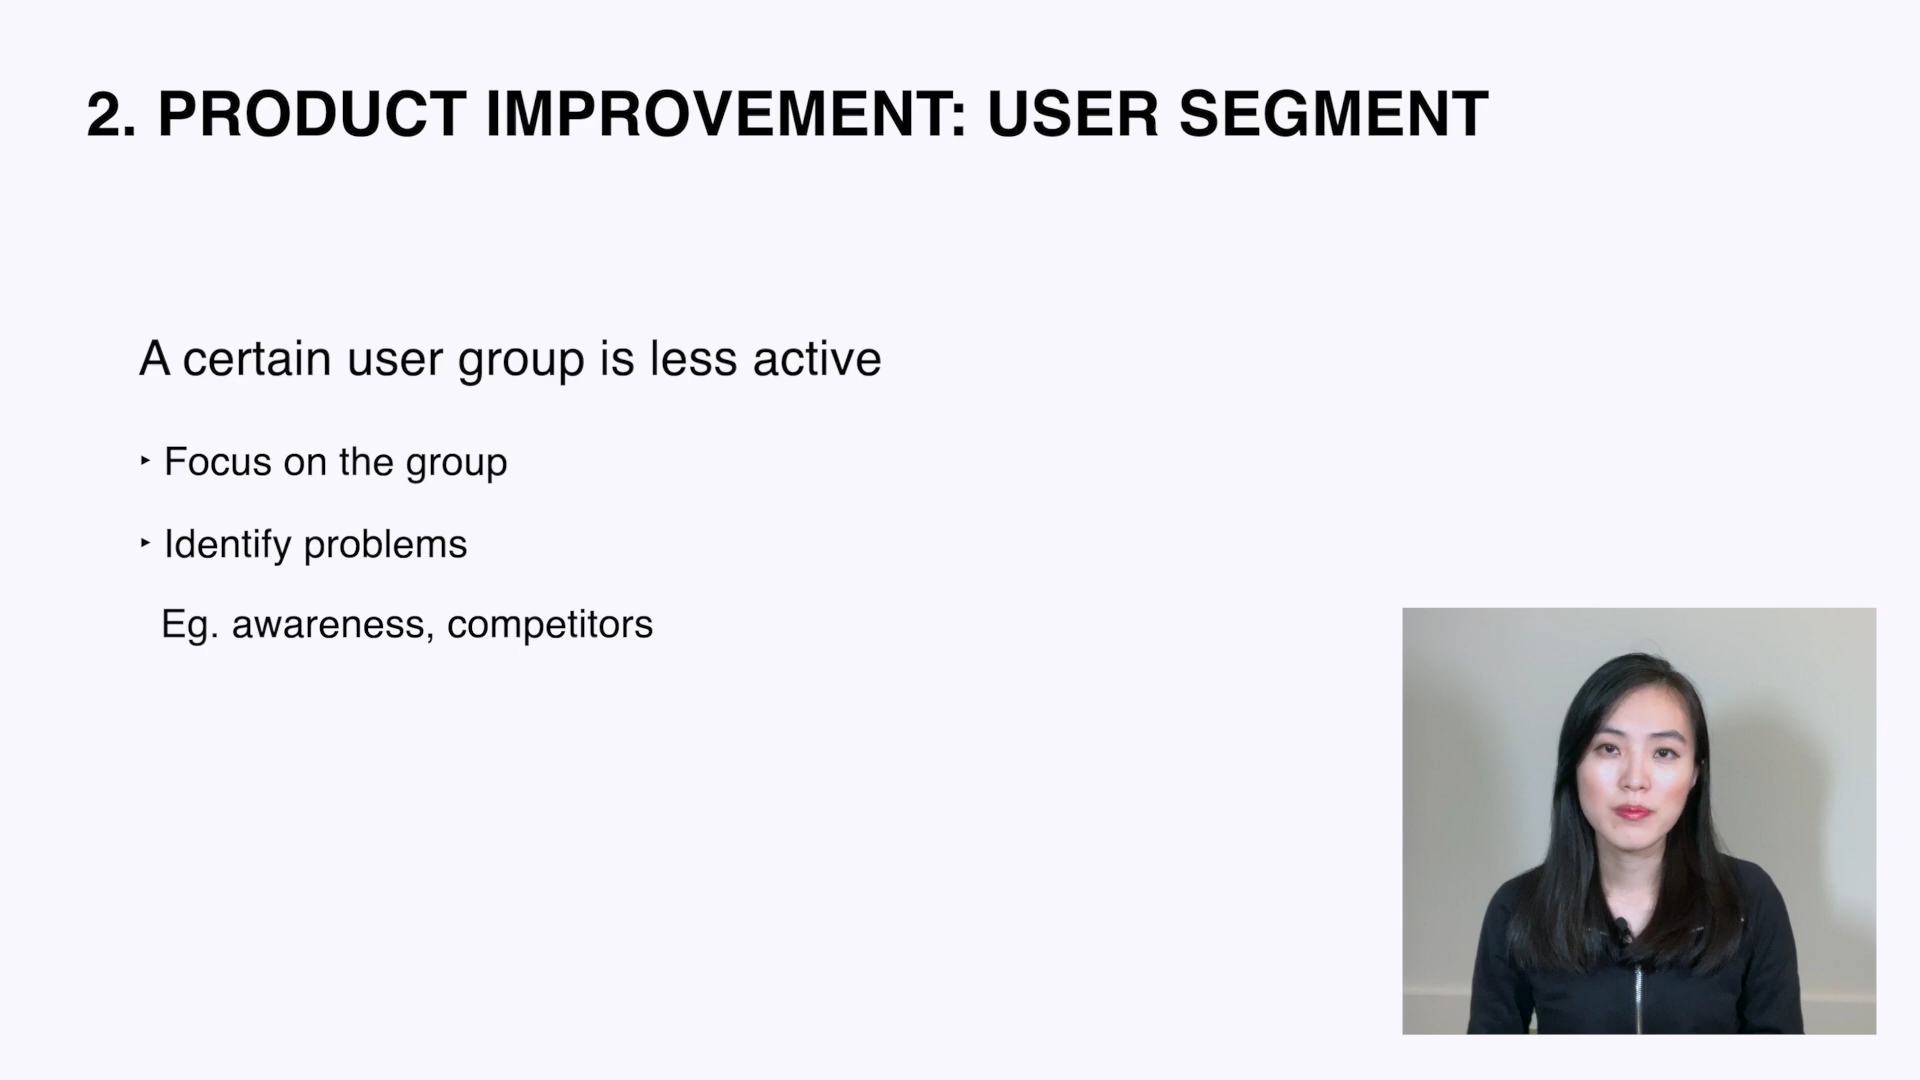 2. PRODUCT IMPROVEMENT: USER SEGMENT
A certain user group is less active
‣ Focus on the group
‣ Identify problems
Eg. awareness, competitors